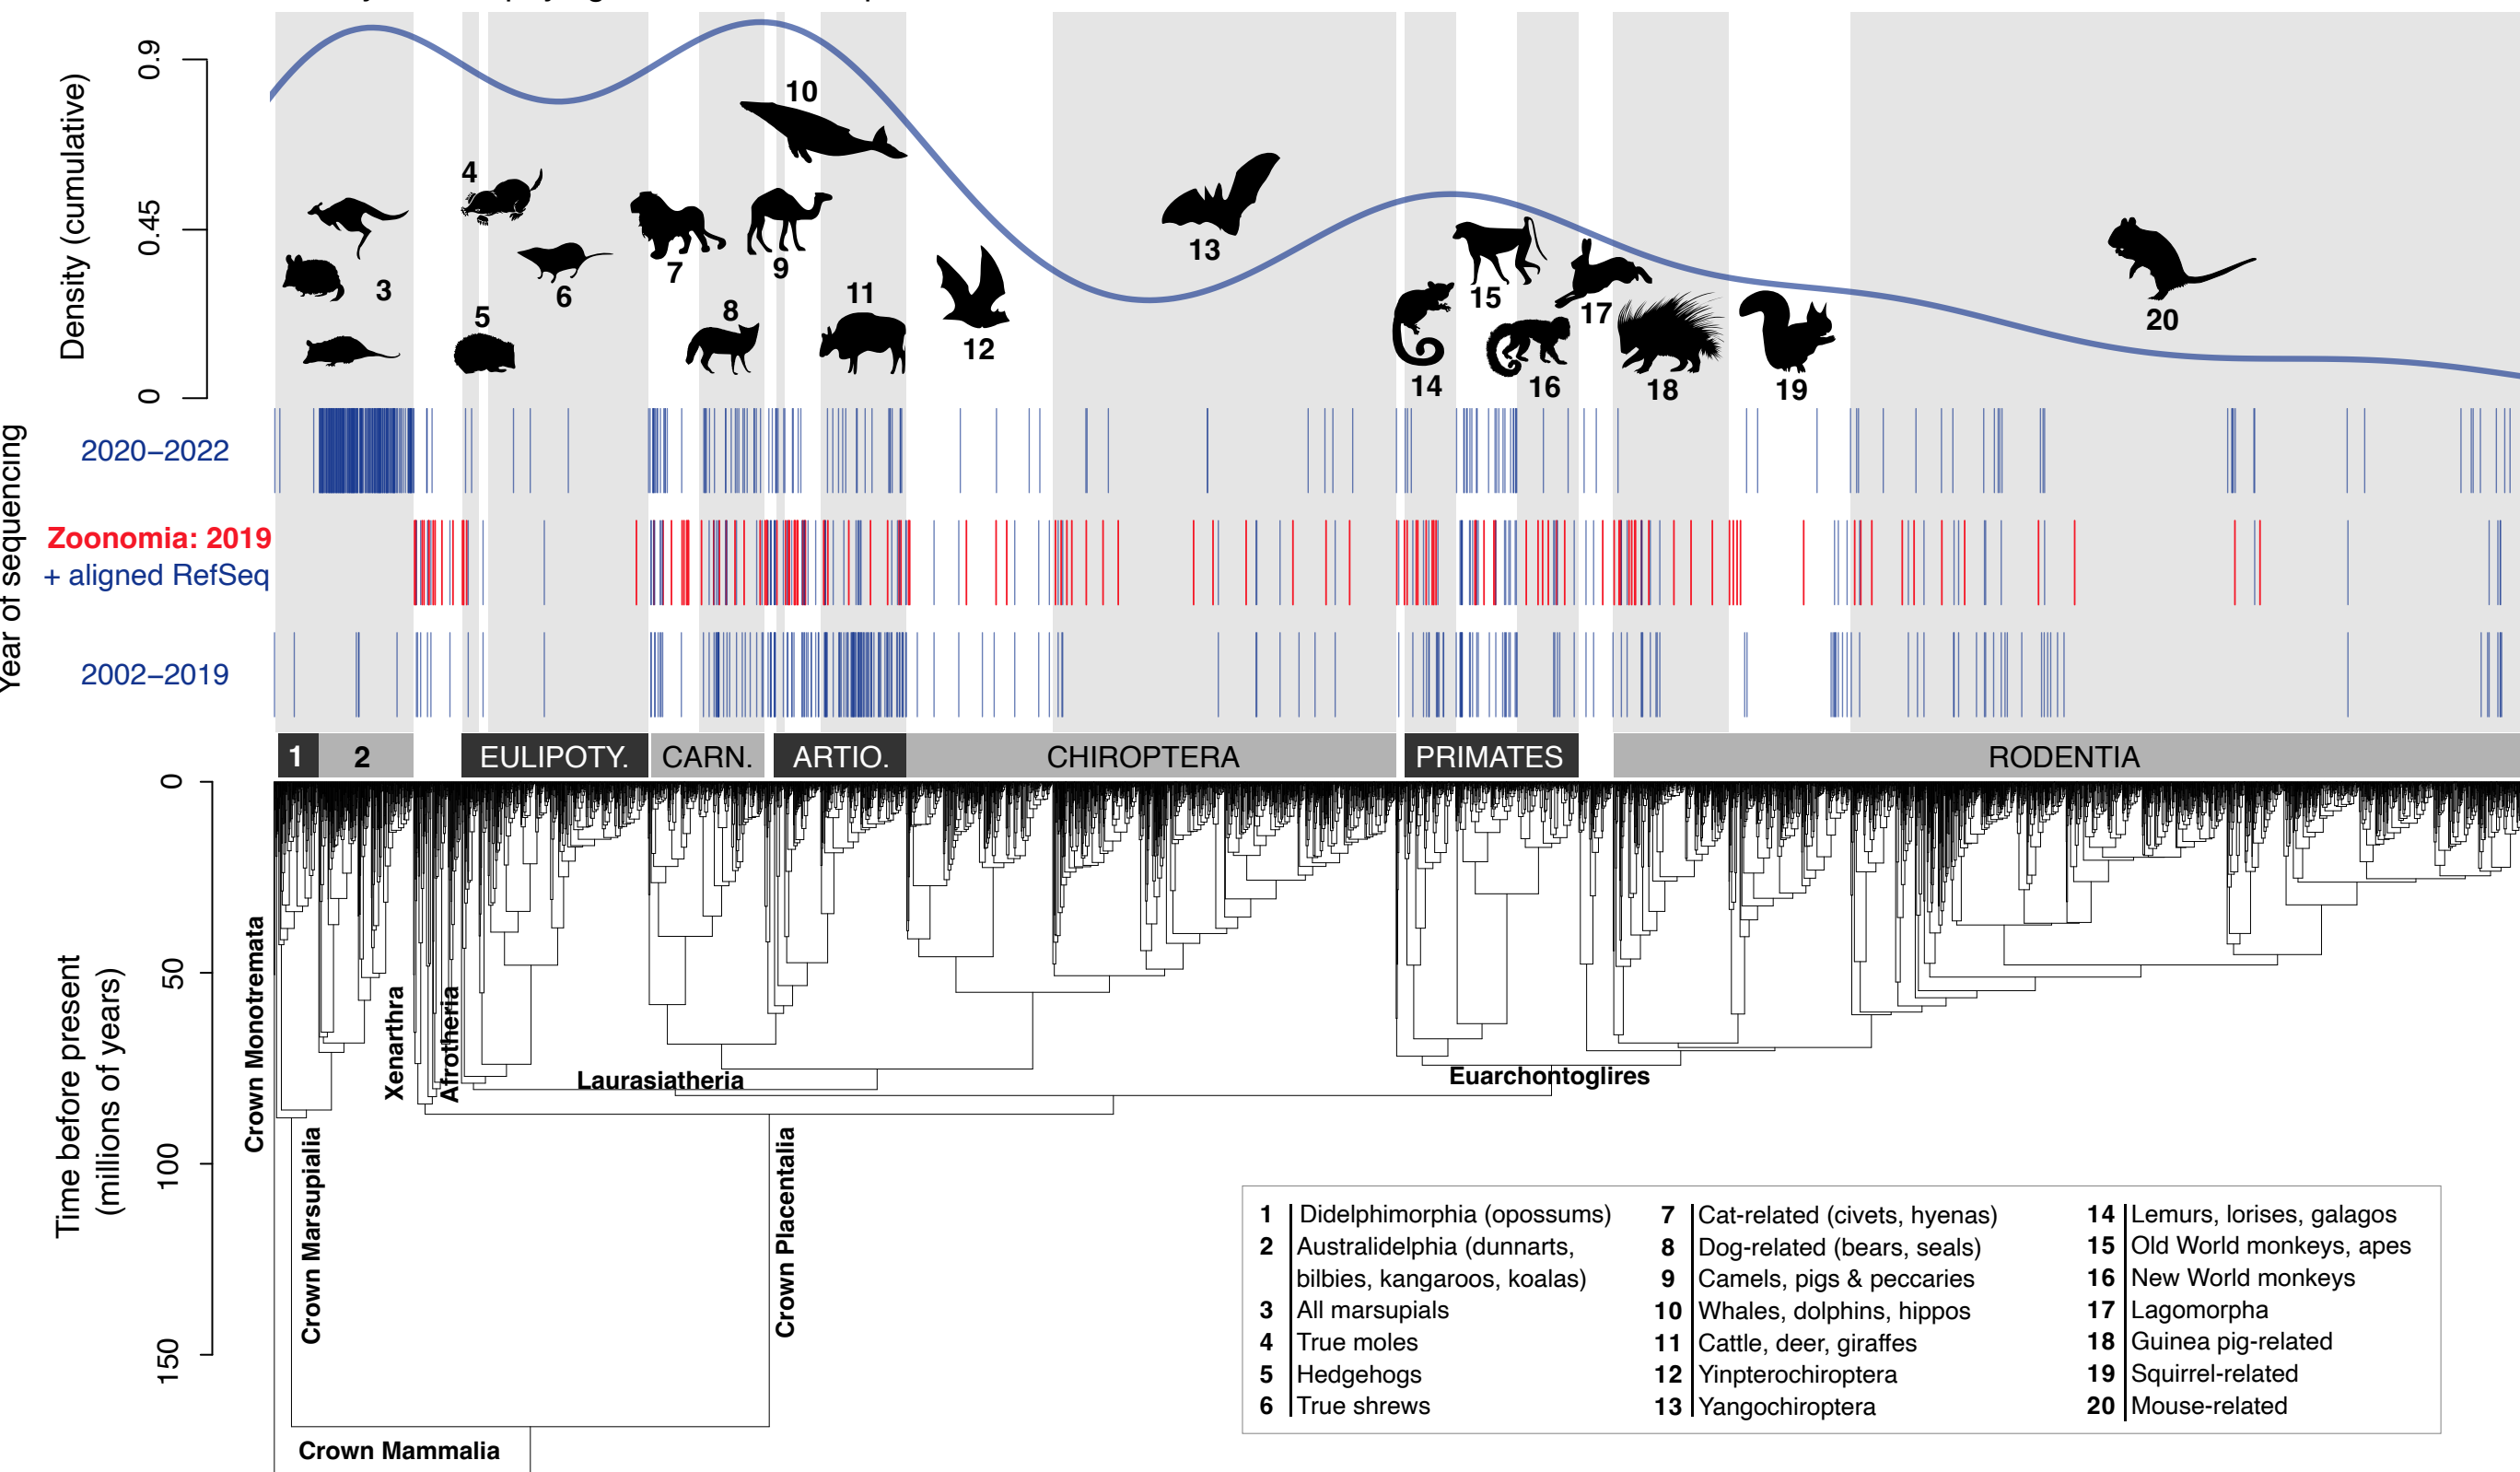 0.9
0.45
0
Density (cumulative)
10
4
3
7
9
6
5
8
11
12
13
15
17
14
16
18
19
20
Year of sequencing
2020–2022
Zoonomia: 2019
+ aligned RefSeq
2002–2019
1 2 EULIPOTY. CARN. ARTIO. CHIROPTERA PRIMATES RODENTIA
0
50
100
150
Time before present
(millions of years)
Crown Monotremata
Xenarthra
Afrotheria
Laurasiatheria
Euarchontoglires
Crown Marsupialia
Crown Placentalia
Crown Mammalia
1 Didelphimorphia (opossums)
2 Australidelphia (dunnarts,
bilbies, kangaroos, koalas)
3 All marsupials
4 True moles
5 Hedgehogs
6 True shrews
7 Cat-related (civets, hyenas)
8 Dog-related (bears, seals)
9 Camels, pigs & peccaries
10 Whales, dolphins, hippos
11 Cattle, deer, giraffes
12 Yinpterochiroptera
13 Yangochiroptera
14 Lemurs, lorises, galagos
15 Old World monkeys, apes
16 New World monkeys
17 Lagomorpha
18 Guinea pig-related
19 Squirrel-related
20 Mouse-related